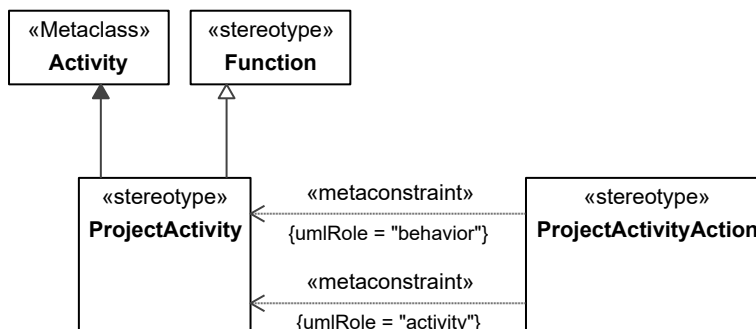 «Metaclass»
Activity
«stereotype»
Function
«stereotype»
ProjectActivity
«metaconstraint»
{umlRole = "behavior"}
«stereotype»
ProjectActivityAction
«metaconstraint»
{umlRole = "activity"}